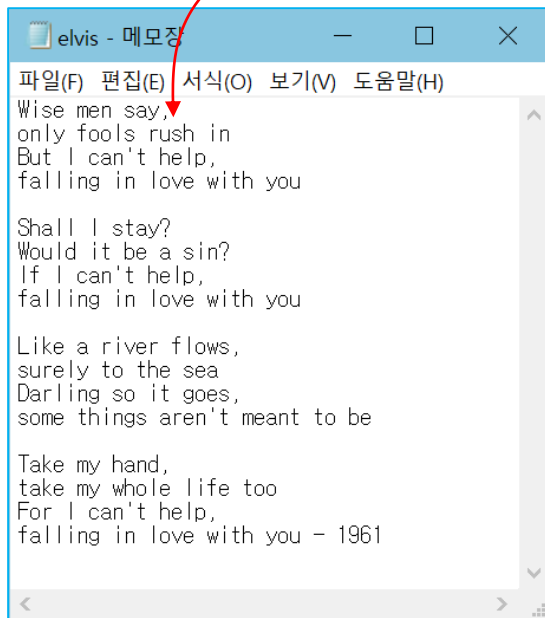 elvis - 메모장
파일(F) 편집(E) 서식(O) 보기(V) 도움말(H)
Wise men say,
only fools rush in
But I can't help,
falling in love with you

Shall I stay?
Would it be a sin?
If I can't help,
falling in love with you

Like a river flows,
surely to the sea
Darling so it goes,
some things aren't meant to be

Take my hand,
take my whole life too
For I can't help,
falling in love with you - 1961